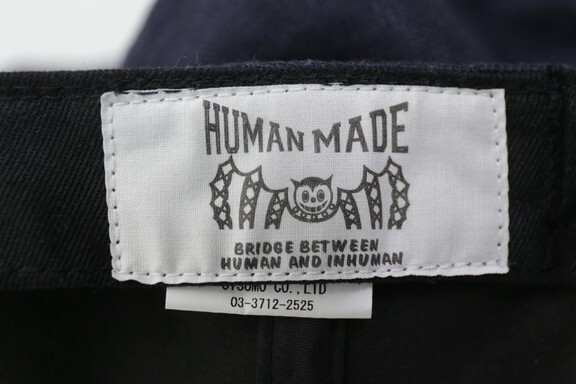 HUMAN MADE
BRIDGE BETWEEN
HUMAN AND INHUMAN
CO.,LTD
03-3712-2525